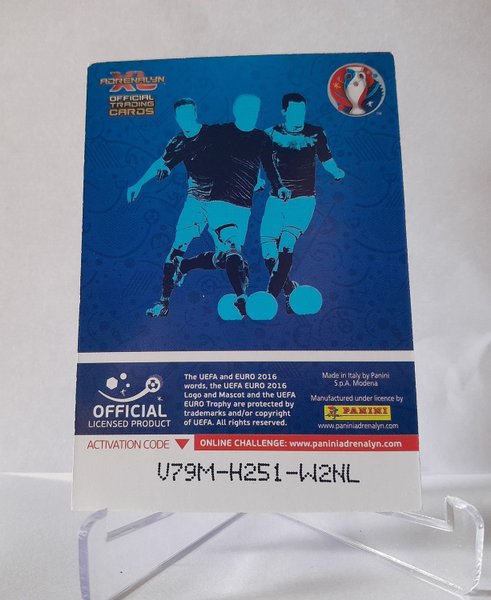 ADRENALYN
XL
OFFICIAL
TRADING
CARDS
TM
OFFICIAL
LICENSED PRODUCT
The UEFA and EURO 2016
words, the UEFA EURO 2016
Logo and Mascot and the UEFA
EURO Trophy are protected by
trademarks and/or copyright
of UEFA. All rights reserved.
Made in Italy by Panini
S.p.A. Modena
Manufactured under licence by
PANINI
www.paniniadrenalyn.com
ACTIVATION CODE
ONLINE CHALLENGE: www.paniniadrenalyn.com
V79M-H251-W2NL